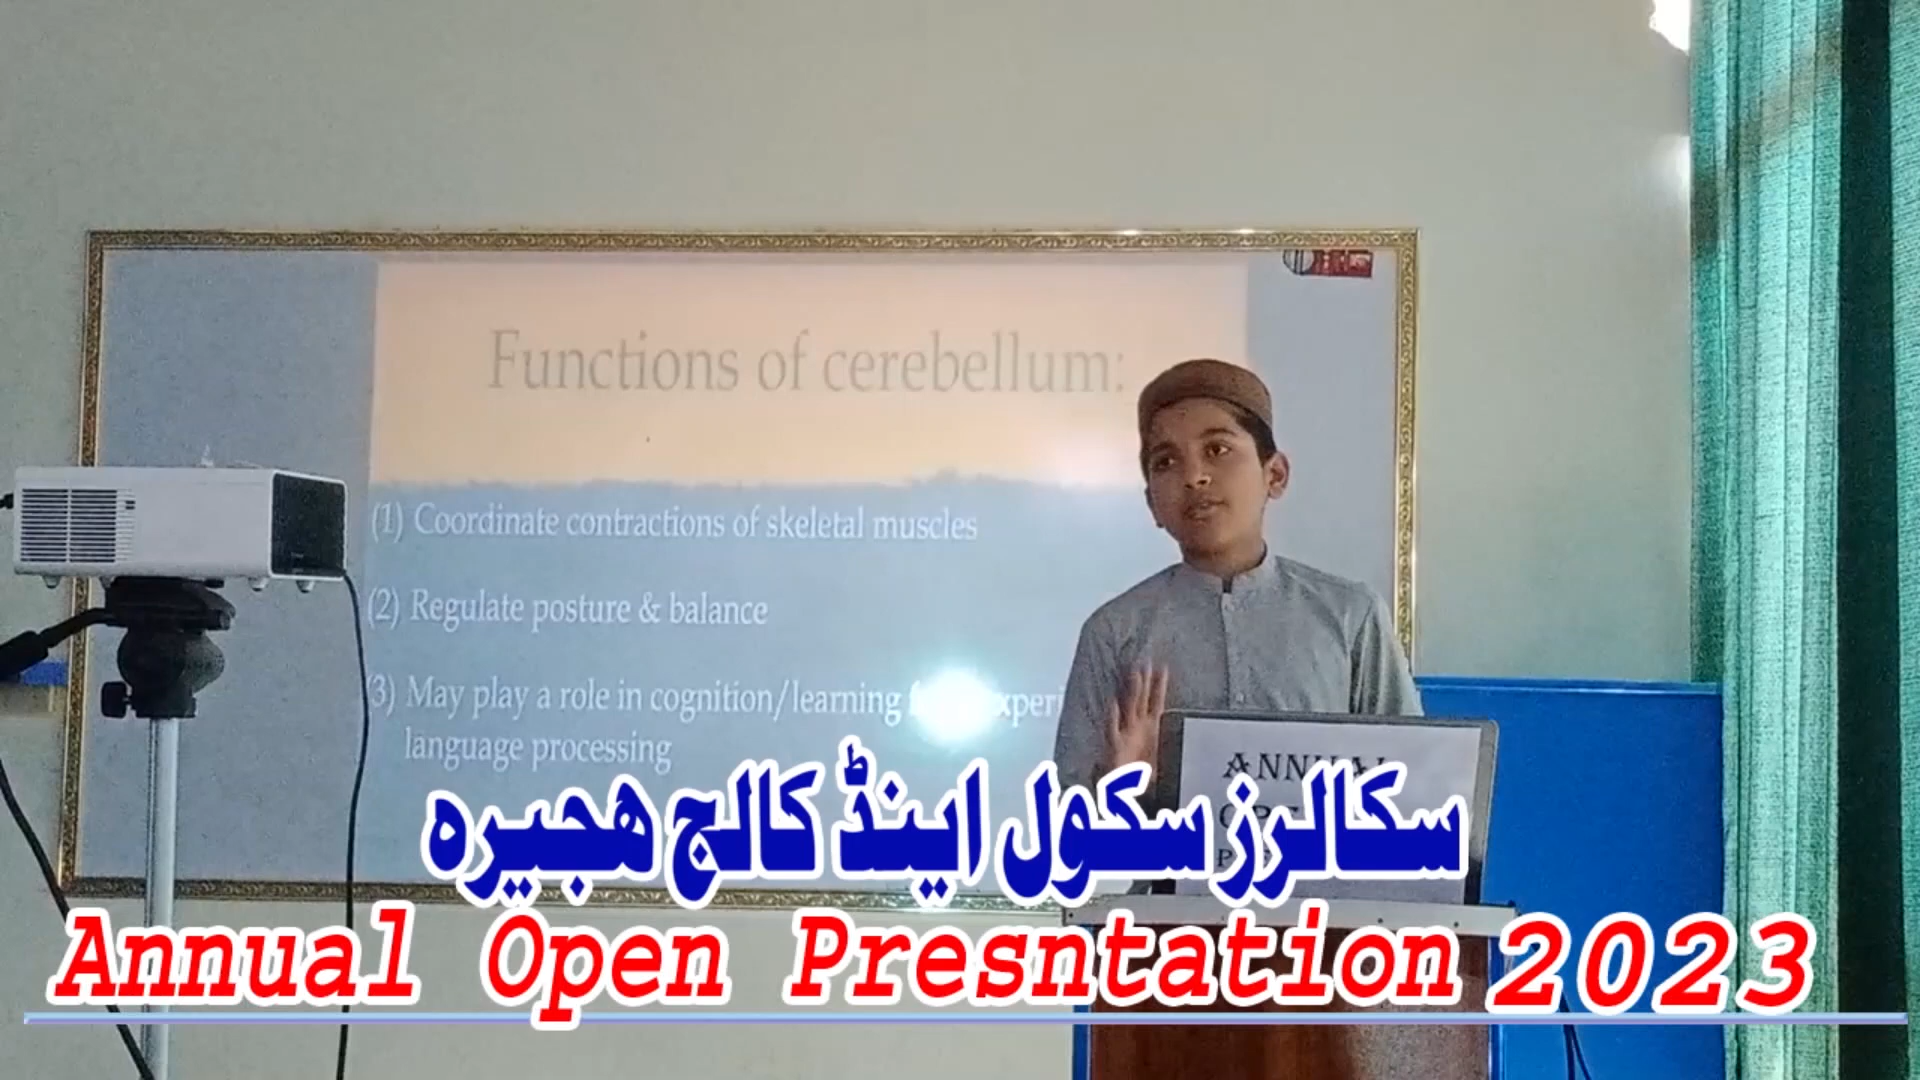 Functions of cerebellum:
(1) Coordinate contractions of skeletal muscles
(2) Regulate posture & balance
(3) May play a role in cognition/learning
language processing
ANNUAL
سکالرز سکول اینڈ کالج ھجیرہ
Annual Open Presntation 2023